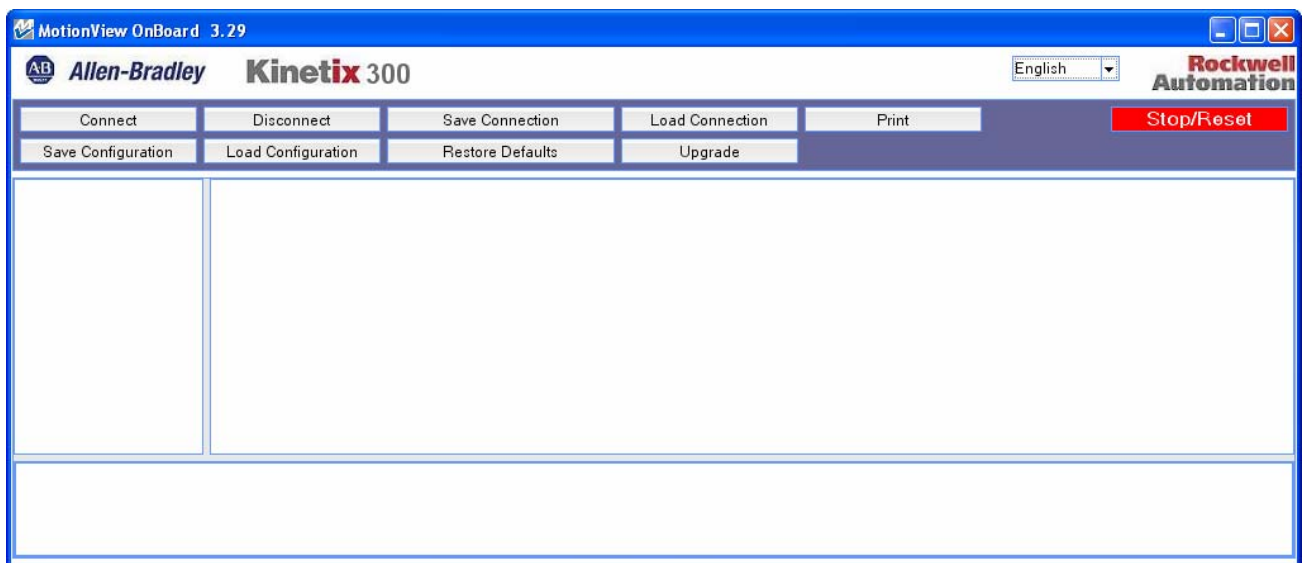 MotionView OnBoard 3.29
AB Allen-Bradley Kinetix 300 English Rockwell Automation
Connect Disconnect Save Connection Load Connection Print Stop/Reset
Save Configuration Load Configuration Restore Defaults Upgrade